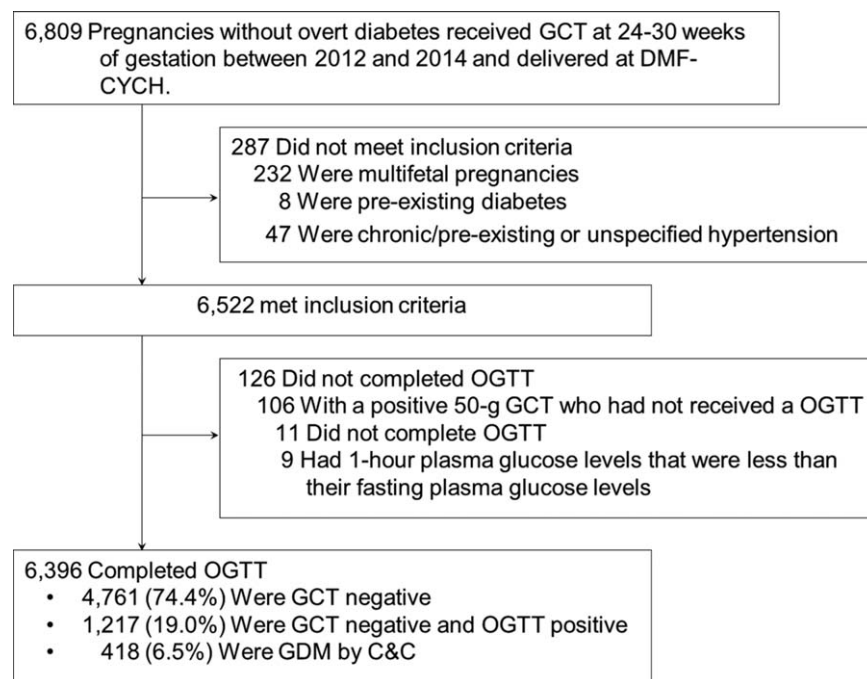 6,809 Pregnancies without overt diabetes received GCT at 24-30 weeks
of gestation between 2012 and 2014 and delivered at DMF-
CYCH.
287 Did not meet inclusion criteria
232 Were multifetal pregnancies
8 Were pre-existing diabetes
47 Were chronic/pre-existing or unspecified hypertension
6,522 met inclusion criteria
126 Did not completed OGTT
106 With a positive 50-g GCT who had not received a OGTT
11 Did not complete OGTT
9 Had 1-hour plasma glucose levels that were less than
their fasting plasma glucose levels
6,396 Completed OGTT
• 4,761 (74.4%) Were GCT negative
• 1,217 (19.0%) Were GCT negative and OGTT positive
• 418 (6.5%) Were GDM by C&C